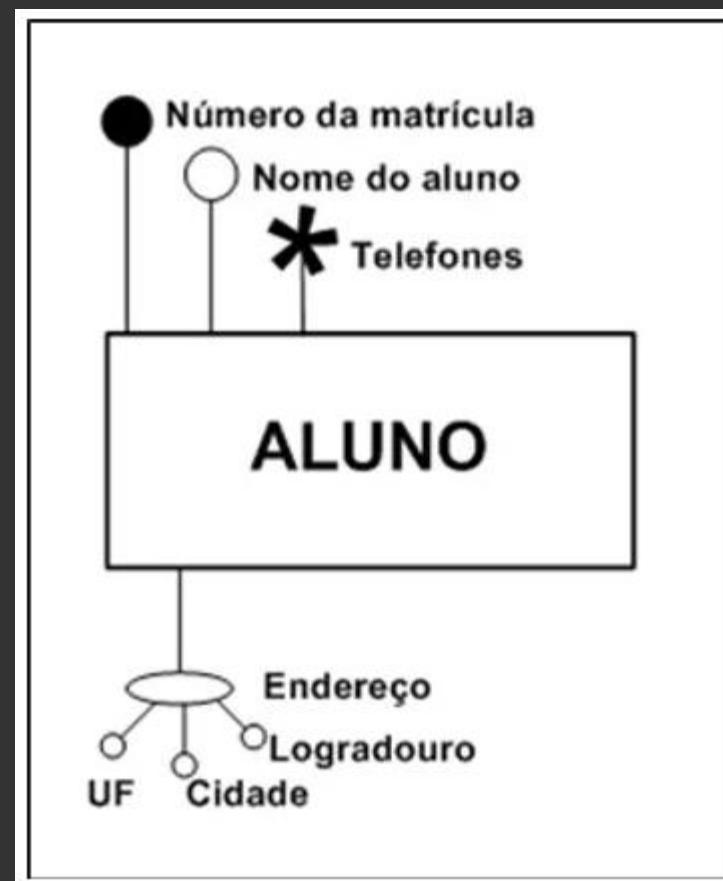 Número da matrícula
Nome do aluno
Telefones
ALUNO
Endereço
Logradouro
UF
Cidade